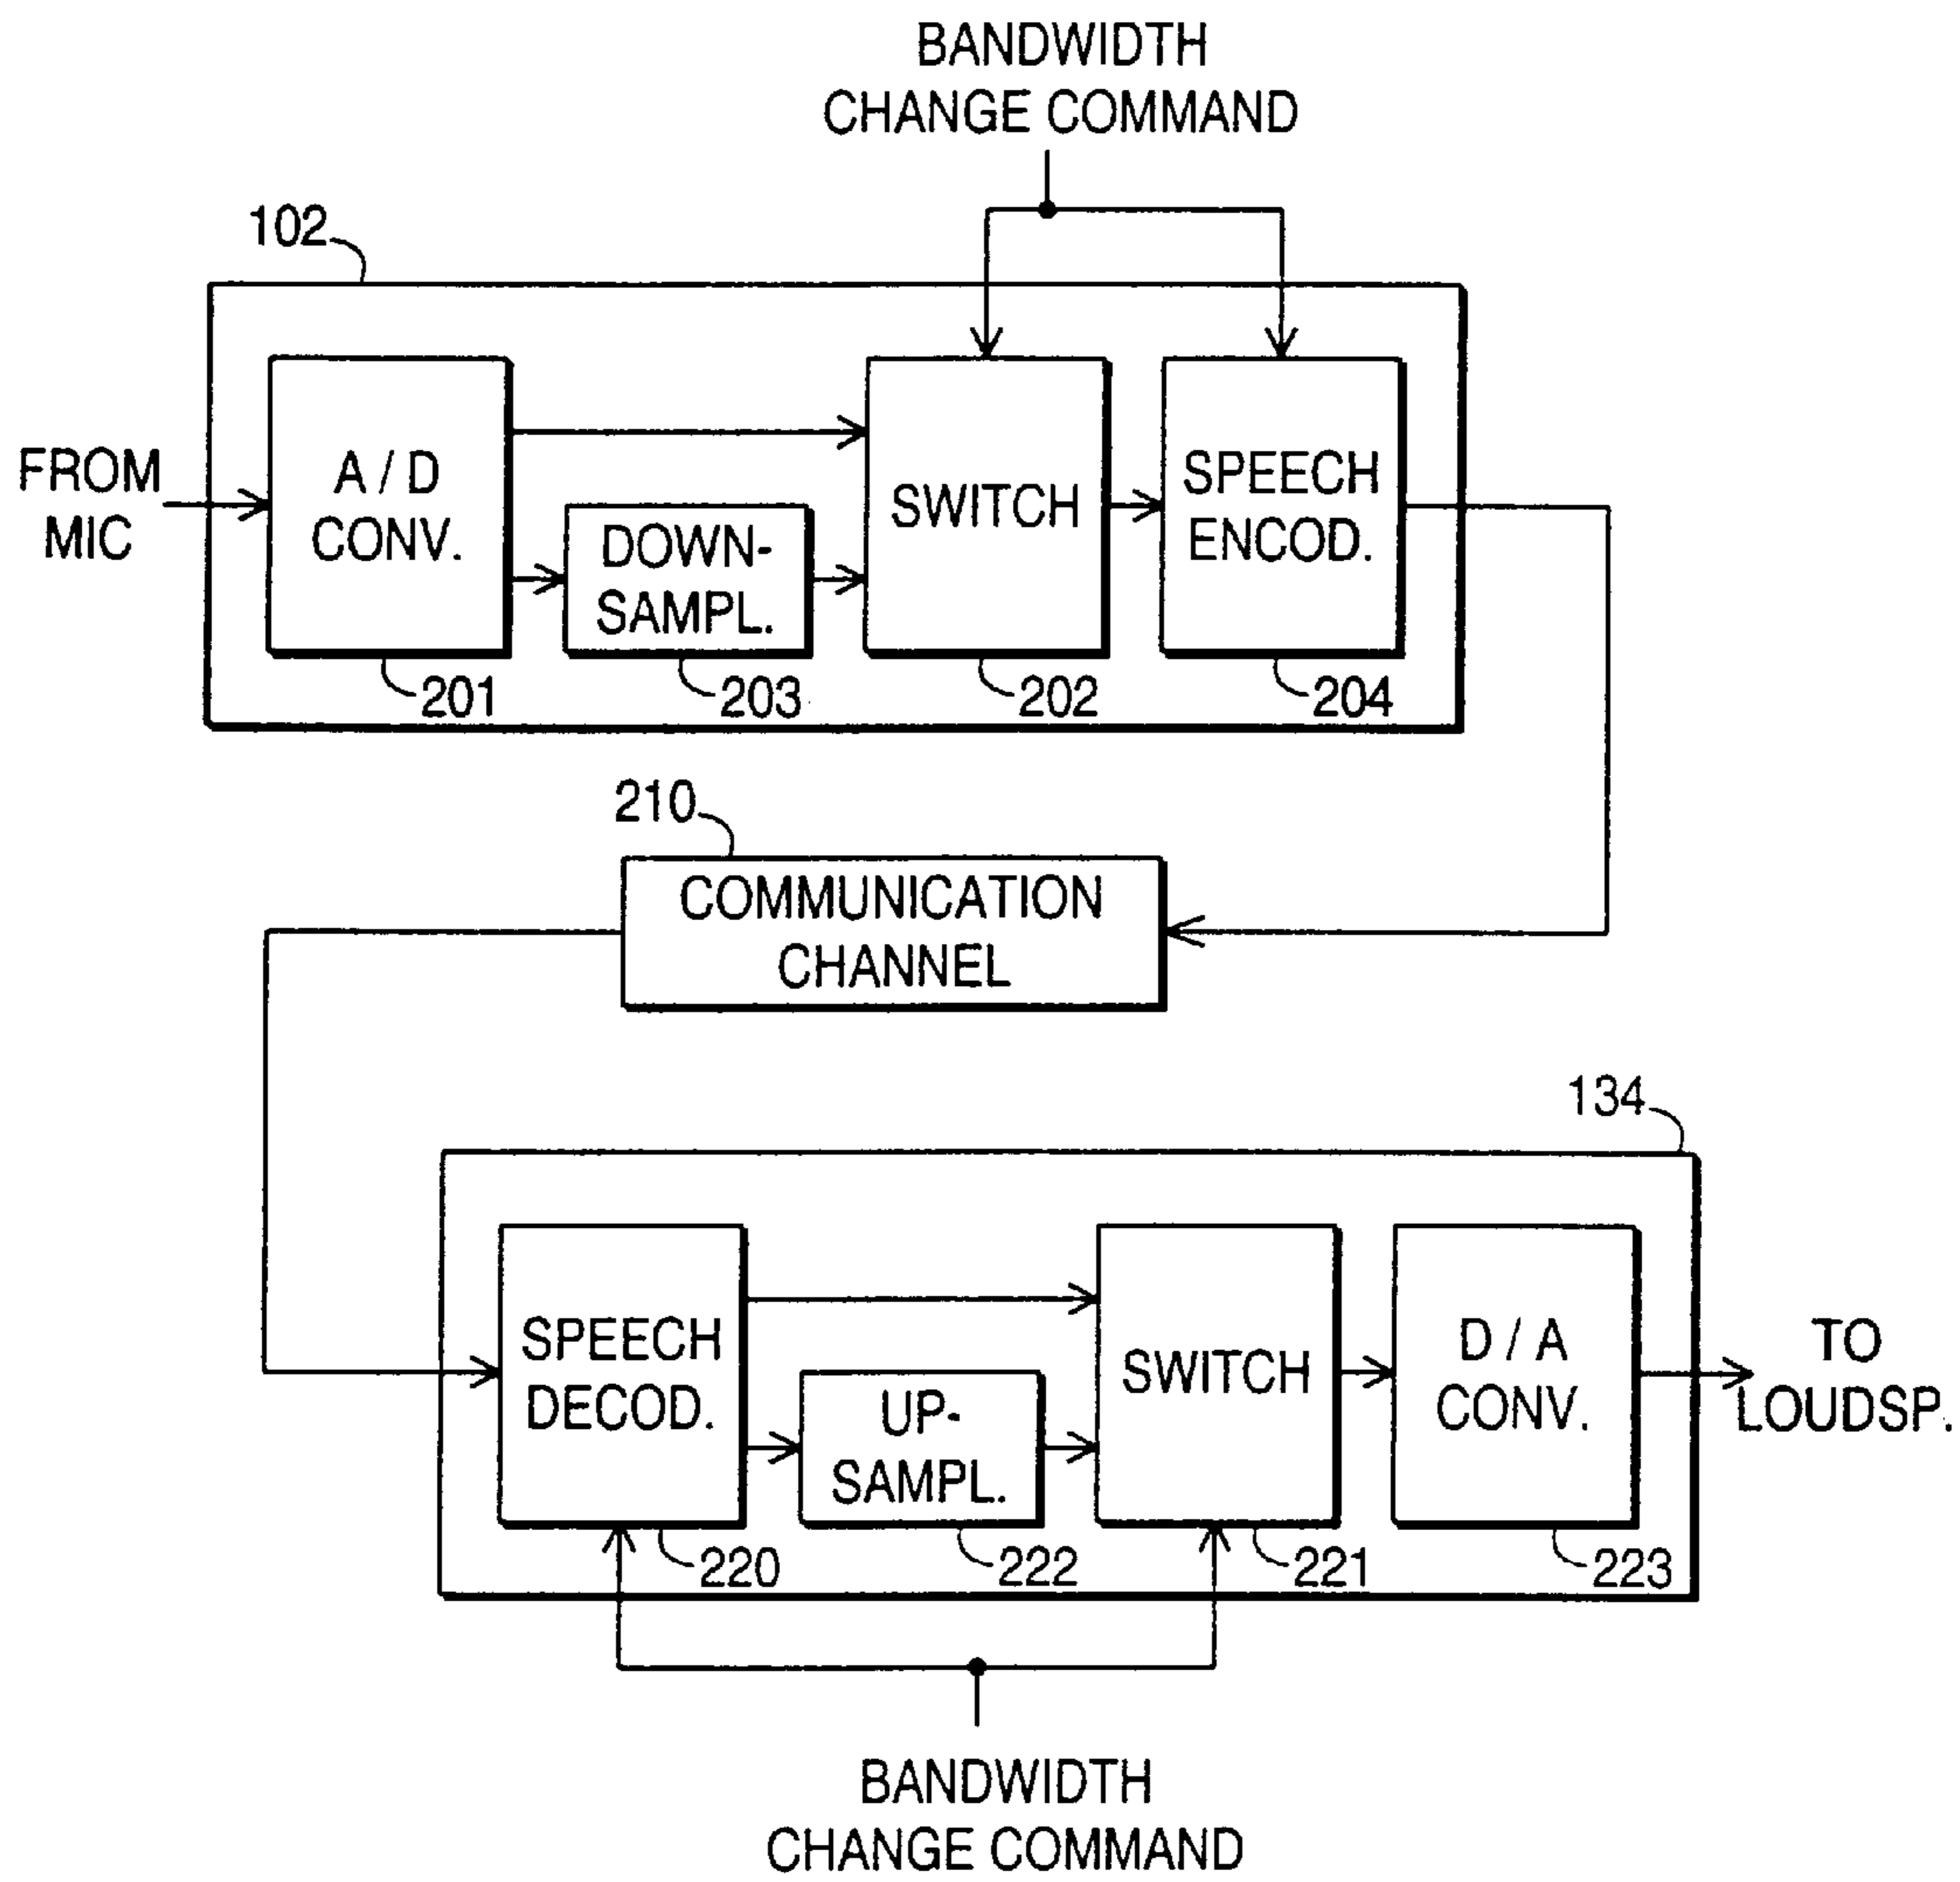 BANDWIDTH
CHANGE COMMAND
102
FROM
MIC
A / D
CONV.
DOWN-
SAMPL.
SWITCH
SPEECH
ENCOD.
201
203
202
204
210
COMMUNICATION
CHANNEL
134
SPEECH
DECOD.
UP-
SAMPL.
SWITCH
D / A
CONV.
TO
LOUDSP.
220
222
221
223
BANDWIDTH
CHANGE COMMAND